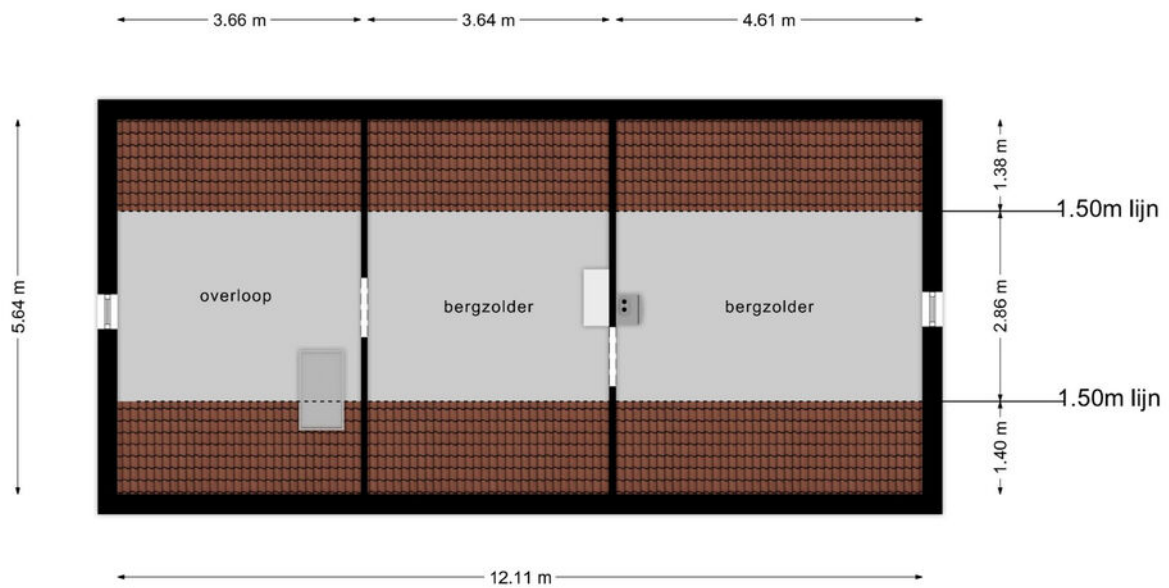 3.66 m
3.64 m
4.61 m
5.64 m
1.38 m
1.50m lijn
overloop
bergzolder
bergzolder
2.86 m
1.50m lijn
1.40 m
12.11 m